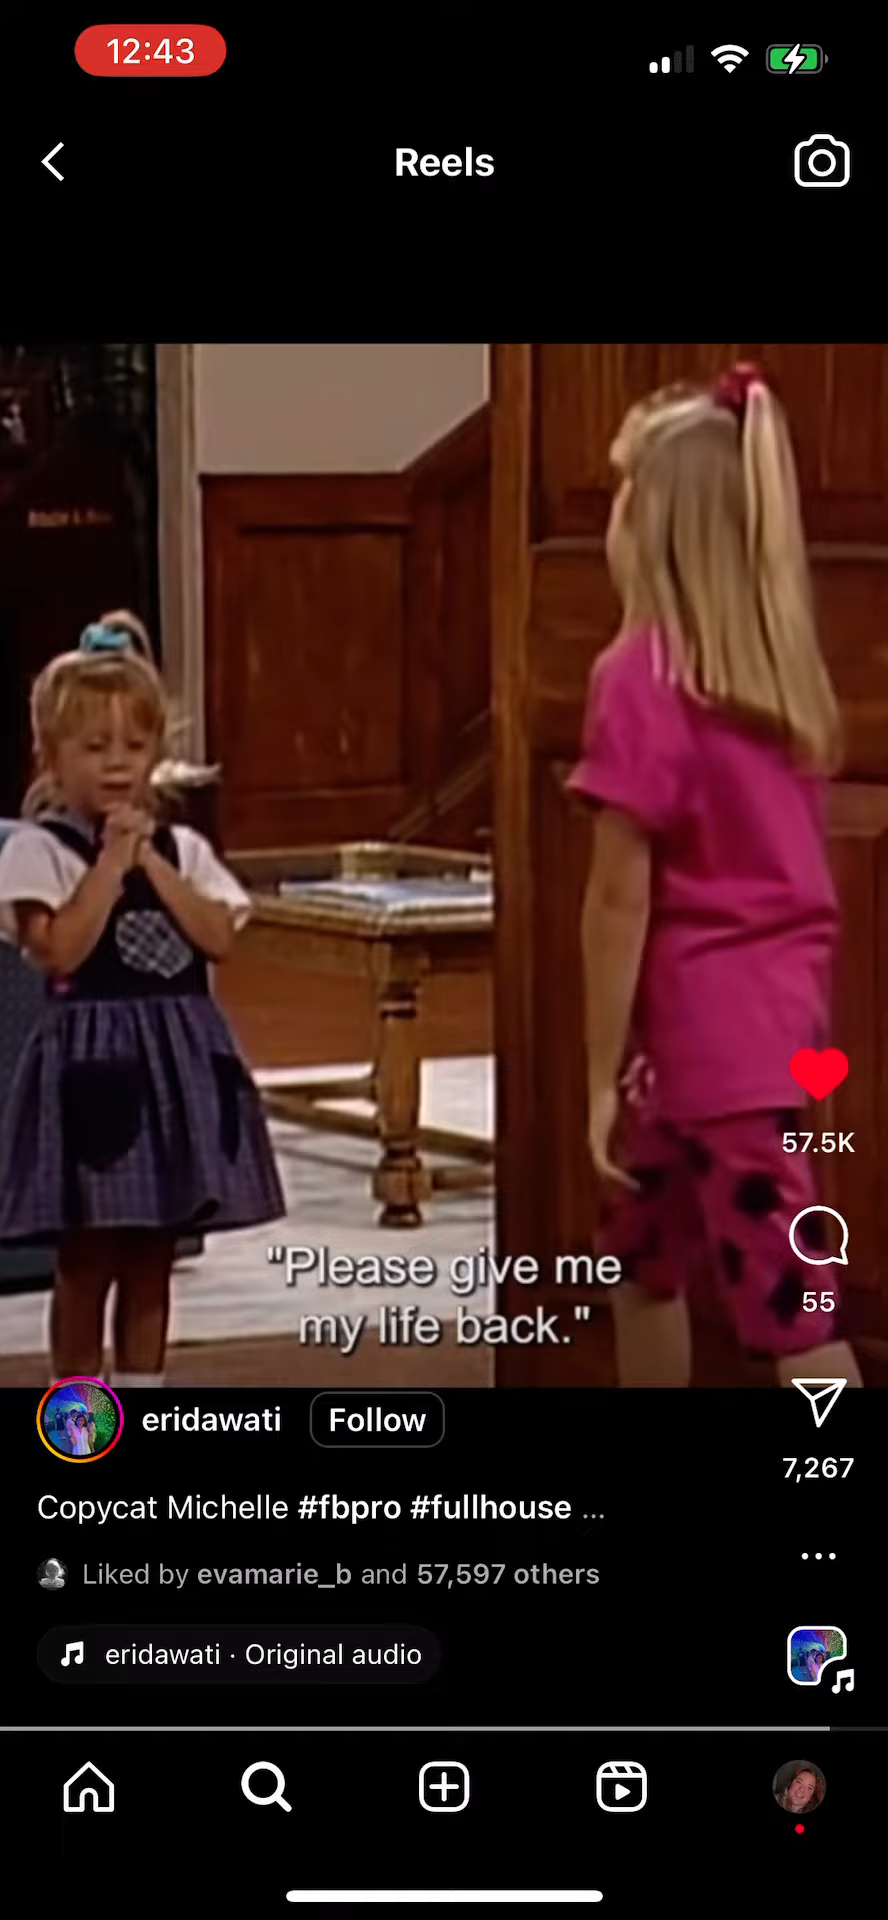 12:43
Reels
"Please give me
my life back."
57.5K
55
7,267
eridawati Follow
Copycat Michelle #fbpro #fullhouse ...
Liked by evamarie_b and 57,597 others
eridawati · Original audio